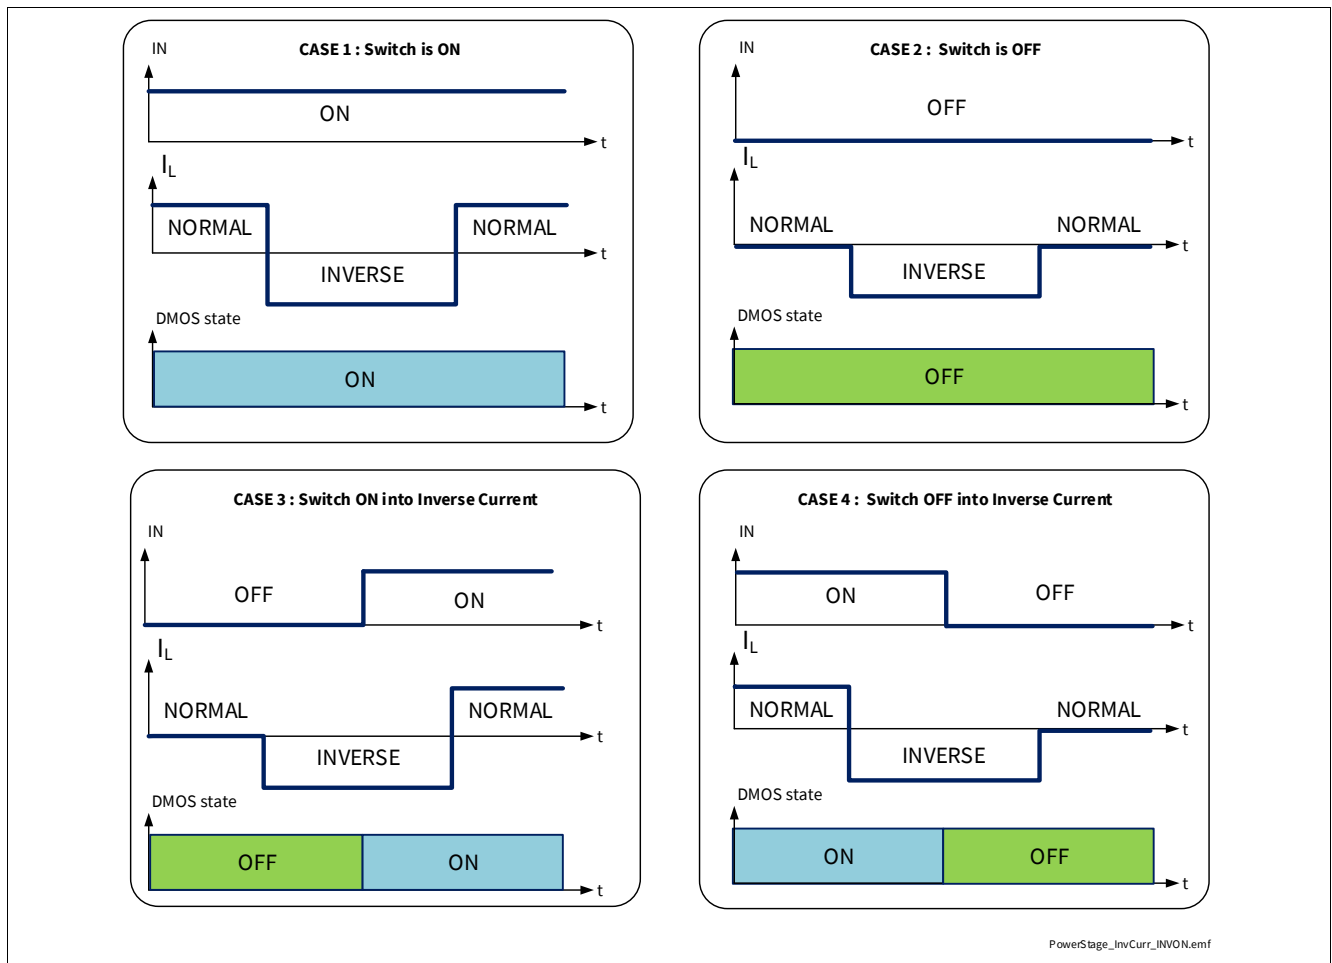 CASE 1 : Switch is ON
IN
ON
t
IL
NORMAL
NORMAL
INVERSE
t
DMOS state
ON
t
CASE 2 : Switch is OFF
IN
OFF
t
IL
NORMAL
NORMAL
INVERSE
t
DMOS state
OFF
t
CASE 3 : Switch ON into Inverse Current
IN
OFF
ON
t
IL
NORMAL
NORMAL
INVERSE
t
DMOS state
OFF
ON
t
CASE 4 : Switch OFF into Inverse Current
IN
ON
OFF
t
IL
NORMAL
NORMAL
INVERSE
t
DMOS state
ON
OFF
t
PowerStage_InvCurr_INVON.emf